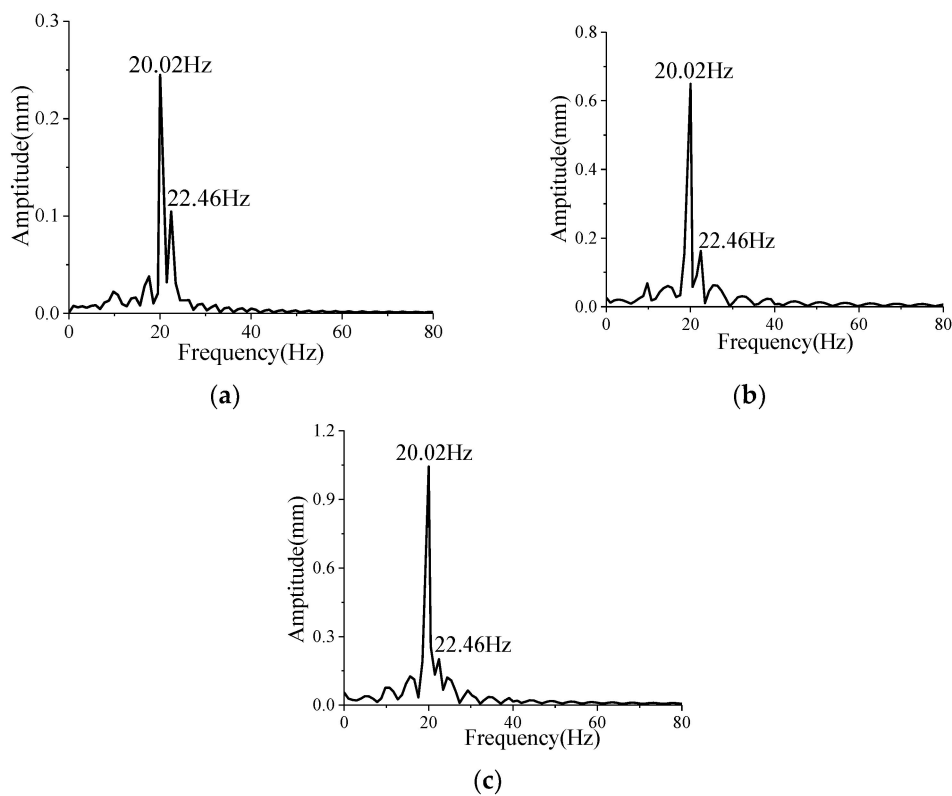 0.3
0.2
0.1
0.0
Amptitude(mm)
20.02Hz
22.46Hz
0 20 40 60 80
Frequency(Hz)
(a)
0.8
0.6
0.4
0.2
0.0
Amptitude(mm)
20.02Hz
22.46Hz
0 20 40 60 80
Frequency(Hz)
(b)
1.2
0.9
0.6
0.3
0.0
Amptitude(mm)
20.02Hz
22.46Hz
0 20 40 60 80
Frequency(Hz)
(c)